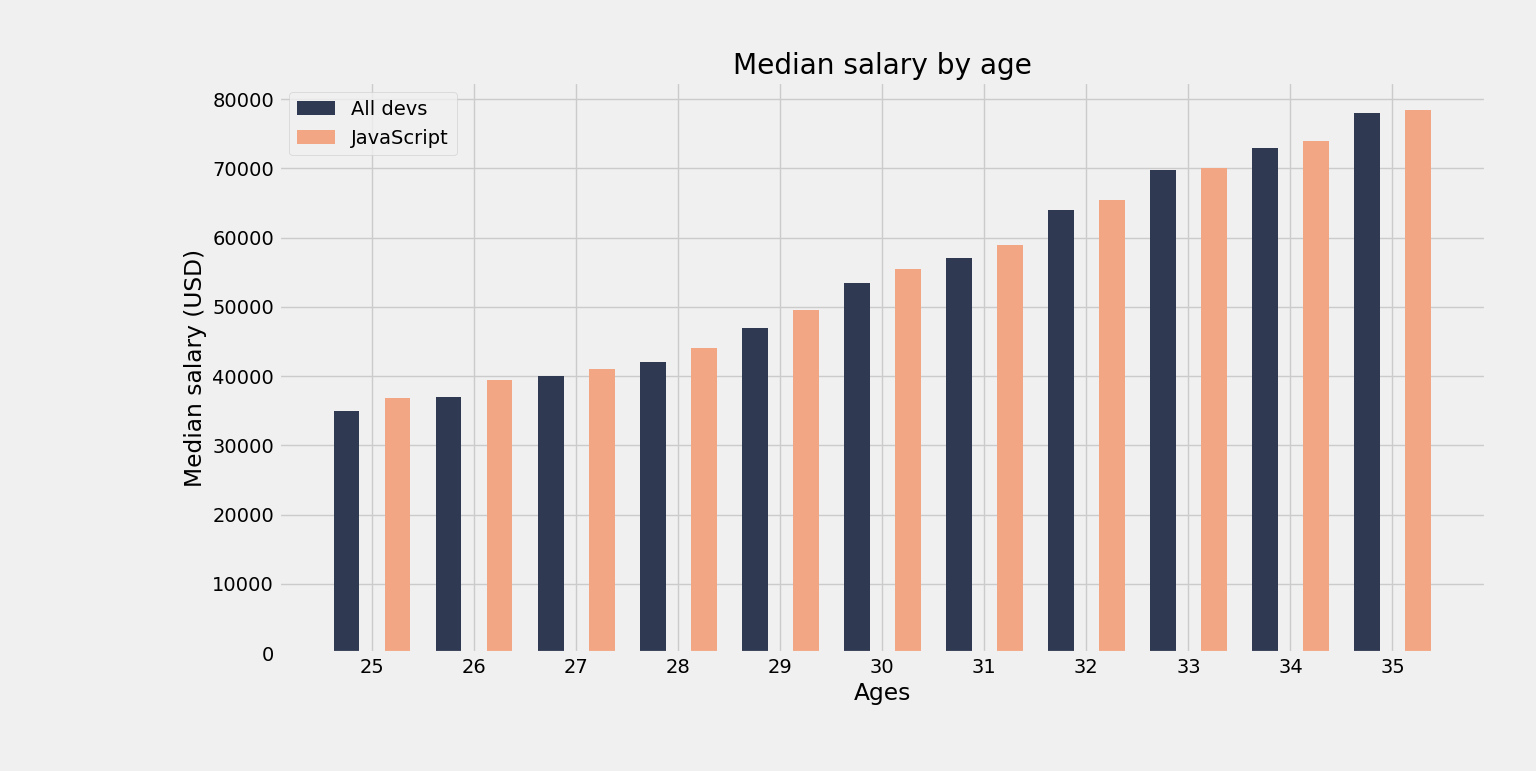 Median salary by age
All devs
JavaScript
80000
70000
60000
50000
40000
30000
20000
10000
0
Median salary (USD)
25 26 27 28 29 30 31 32 33 34 35
Ages